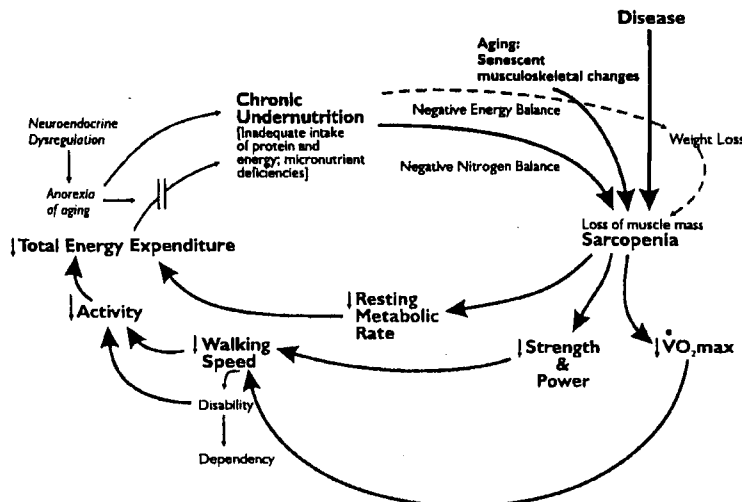 Disease
Aging:
Senescent
musculoskeletal changes
Chronic
Undernutrition
[Inadequate intake
of protein and
energy; micronutrient
deficiencies]
Negative Energy Balance
Weight Loss
Neuroendocrine
Dysregulation
Negative Nitrogen Balance
Anorexia
of aging
Loss of muscle mass
Sarcopenia
↓Total Energy Expenditure
↓Resting
Metabolic
Rate
↓Activity
↓Walking
Speed
↓Strength
&
Power
↓V̇O₂max
Disability
Dependency